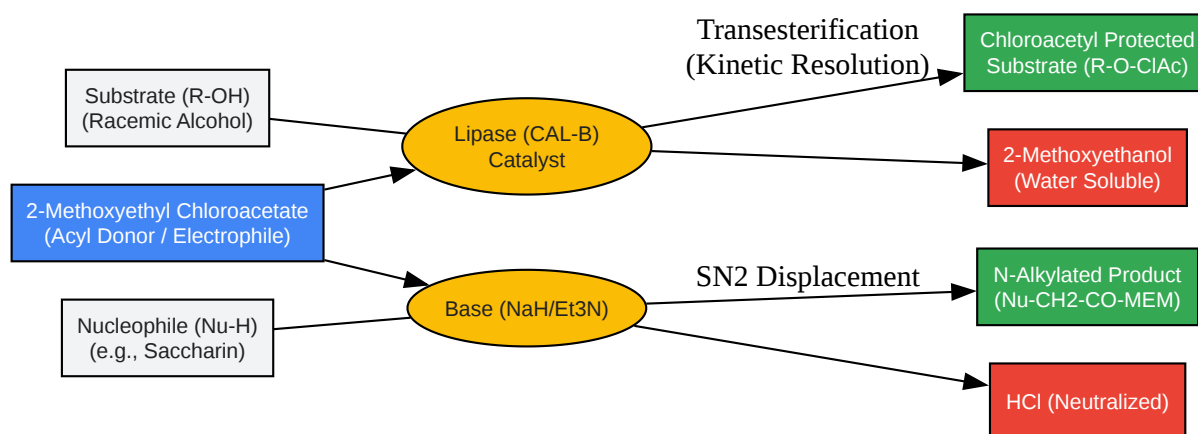 Transesterification
(Kinetic Resolution)
Chloroacetyl Protected
Substrate (R-O-ClAc)
Substrate (R-OH)
(Racemic Alcohol)
Lipase (CAL-B)
Catalyst
2-Methoxyethanol
(Water Soluble)
2-Methoxyethyl Chloroacetate
(Acyl Donor / Electrophile)
SN2 Displacement
N-Alkylated Product
(Nu-CH2-CO-MEM)
Base (NaH/Et3N)
Nucleophile (Nu-H)
(e.g., Saccharin)
HCl (Neutralized)